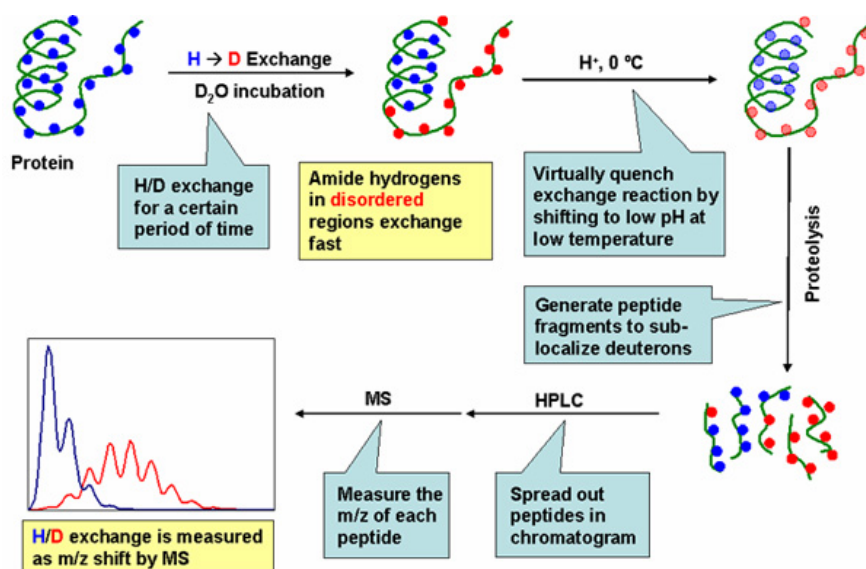 H → D Exchange
D₂O incubation
H⁺, 0 ºC
Protein
H/D exchange
for a certain
period of time
Amide hydrogens
in disordered
regions exchange
fast
Virtually quench
exchange reaction by
shifting to low pH at
low temperature
Proteolysis
Generate peptide
fragments to sub-
localize deuterons
MS
HPLC
Measure the
m/z of each
peptide
Spread out
peptides in
chromatogram
H/D exchange is measured
as m/z shift by MS